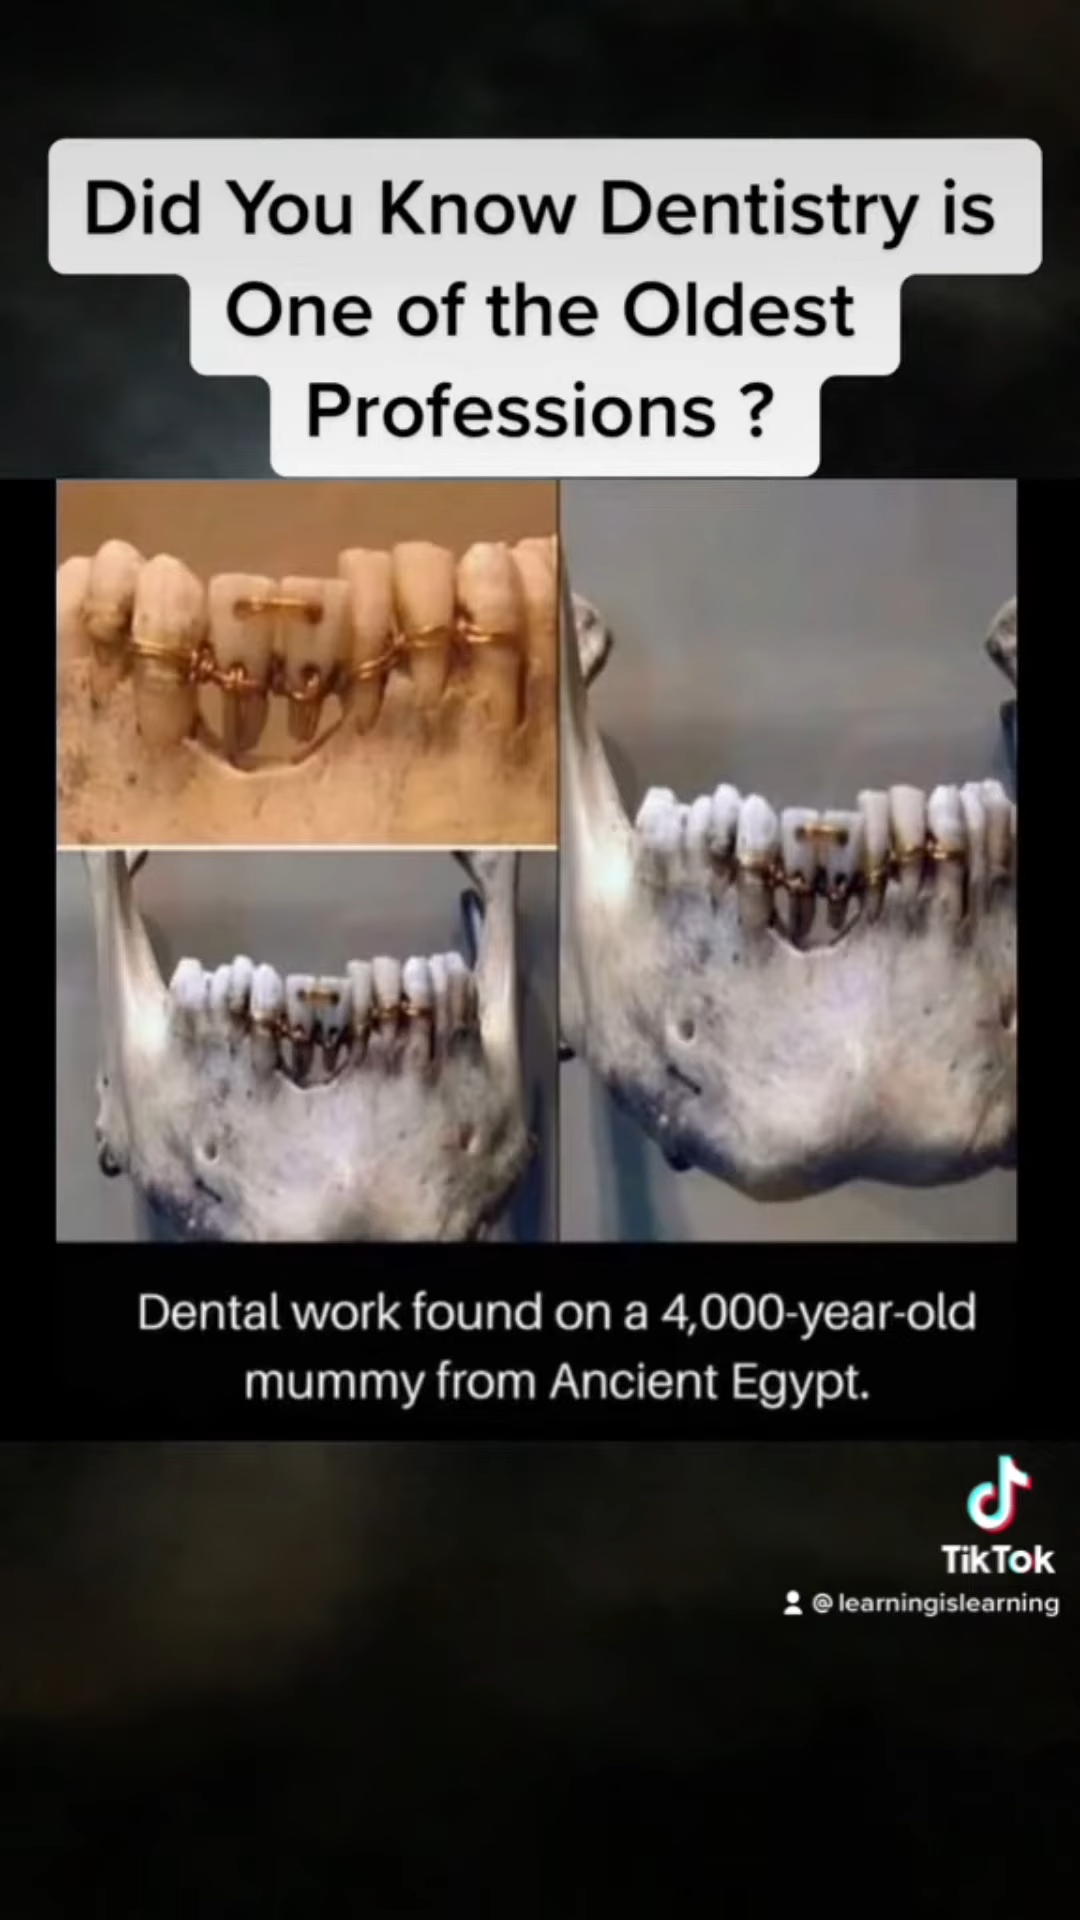 Did You Know Dentistry is
One of the Oldest
Professions ?
Dental work found on a 4,000-year-old
mummy from Ancient Egypt.
TikTok
@learningislearning